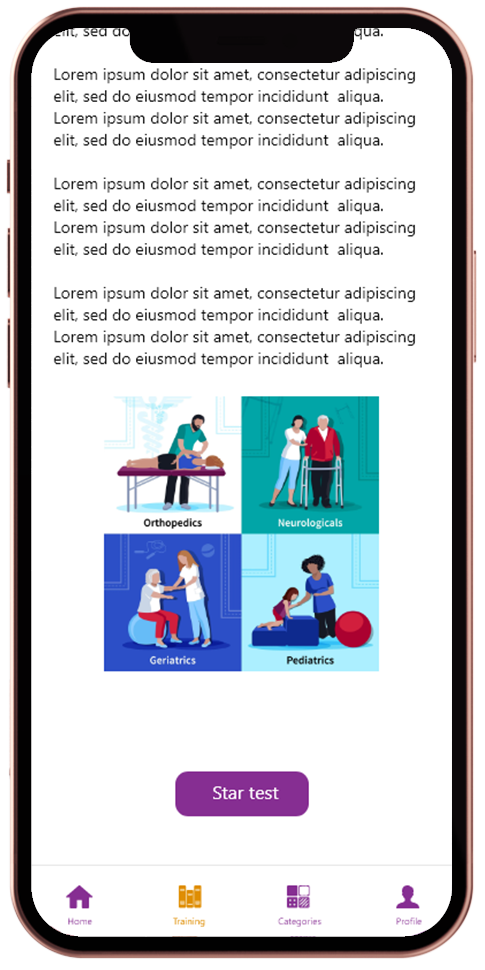 elit, sed do
qua.
Lorem ipsum dolor sit amet, consectetur adipiscing
elit, sed do eiusmod tempor incididunt  aliqua.
Lorem ipsum dolor sit amet, consectetur adipiscing
elit, sed do eiusmod tempor incididunt  aliqua.
Lorem ipsum dolor sit amet, consectetur adipiscing
elit, sed do eiusmod tempor incididunt  aliqua.
Lorem ipsum dolor sit amet, consectetur adipiscing
elit, sed do eiusmod tempor incididunt  aliqua.
Lorem ipsum dolor sit amet, consectetur adipiscing
elit, sed do eiusmod tempor incididunt  aliqua.
Lorem ipsum dolor sit amet, consectetur adipiscing
elit, sed do eiusmod tempor incididunt  aliqua.
Orthopedics
Neurologicals
Geriatrics
Pediatrics
Star test
Home
Training
Categories
Profile